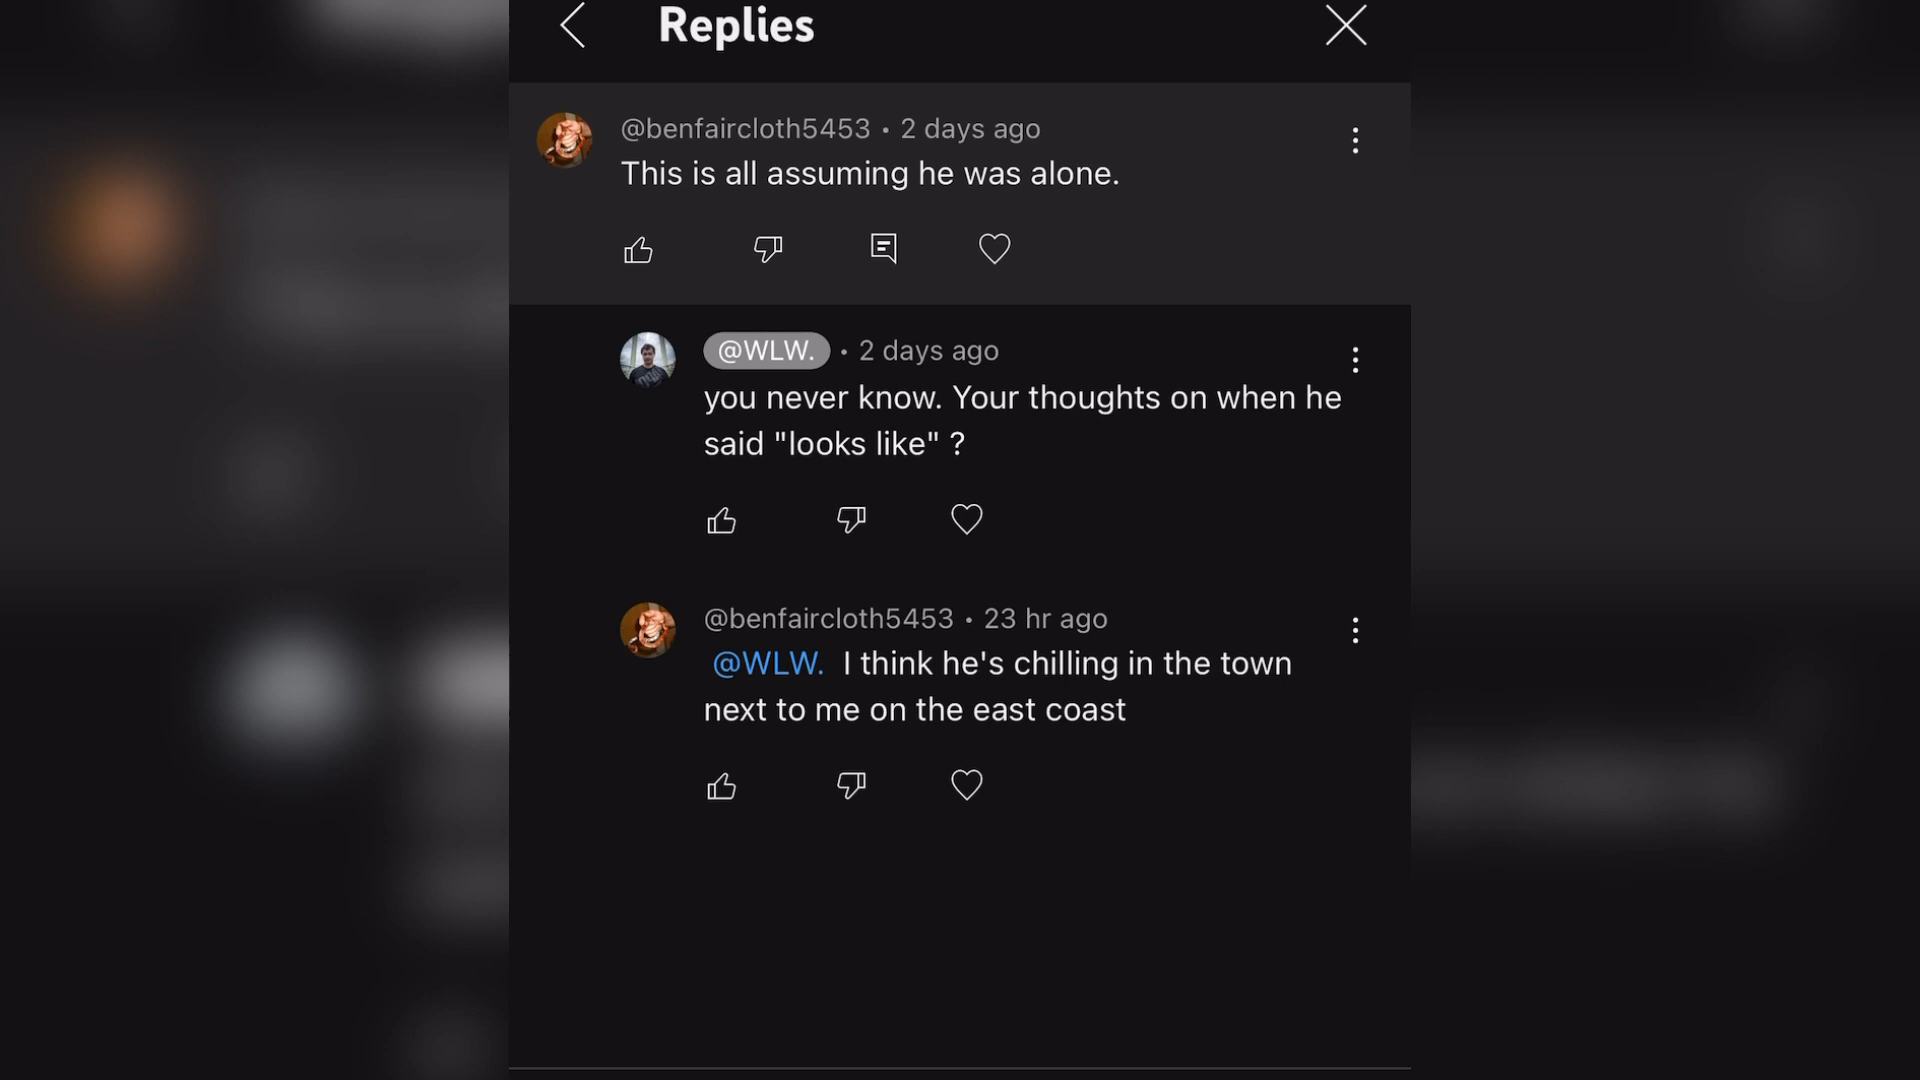 Replies
@benfaircloth5453 • 2 days ago
This is all assuming he was alone.
@WLW. • 2 days ago
you never know. Your thoughts on when he
said "looks like" ?
@benfaircloth5453 • 23 hr ago
@WLW. I think he's chilling in the town
next to me on the east coast